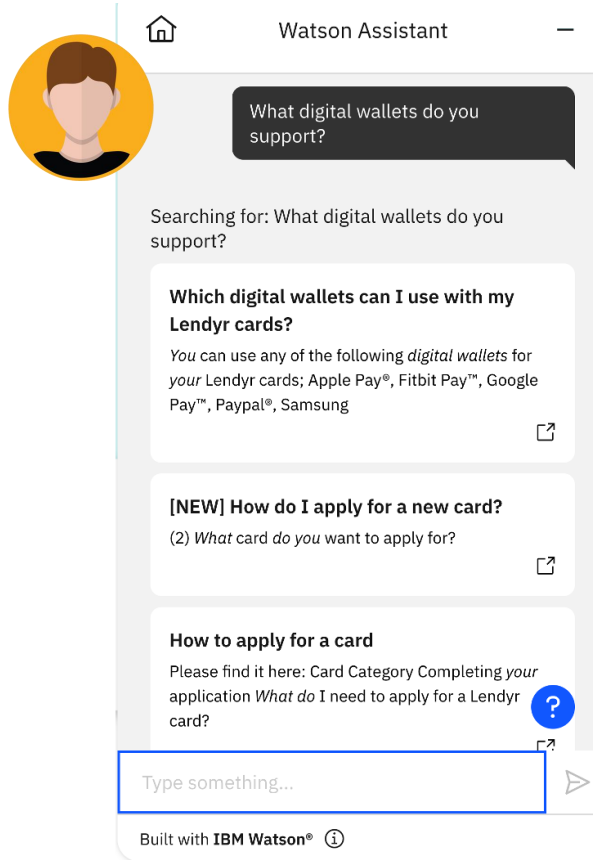 Watson Assistant
What digital wallets do you
support?
Searching for: What digital wallets do you
support?
Which digital wallets can I use with my
Lendyr cards?
You can use any of the following digital wallets for
your Lendyr cards; Apple Pay®, Fitbit Pay™, Google
Pay™, Paypal®, Samsung
[NEW] How do I apply for a new card?
(2) What card do you want to apply for?
How to apply for a card
Please find it here: Card Category Completing your
application What do I need to apply for a Lendyr
card?
?
Type something...
Built with IBM Watson®